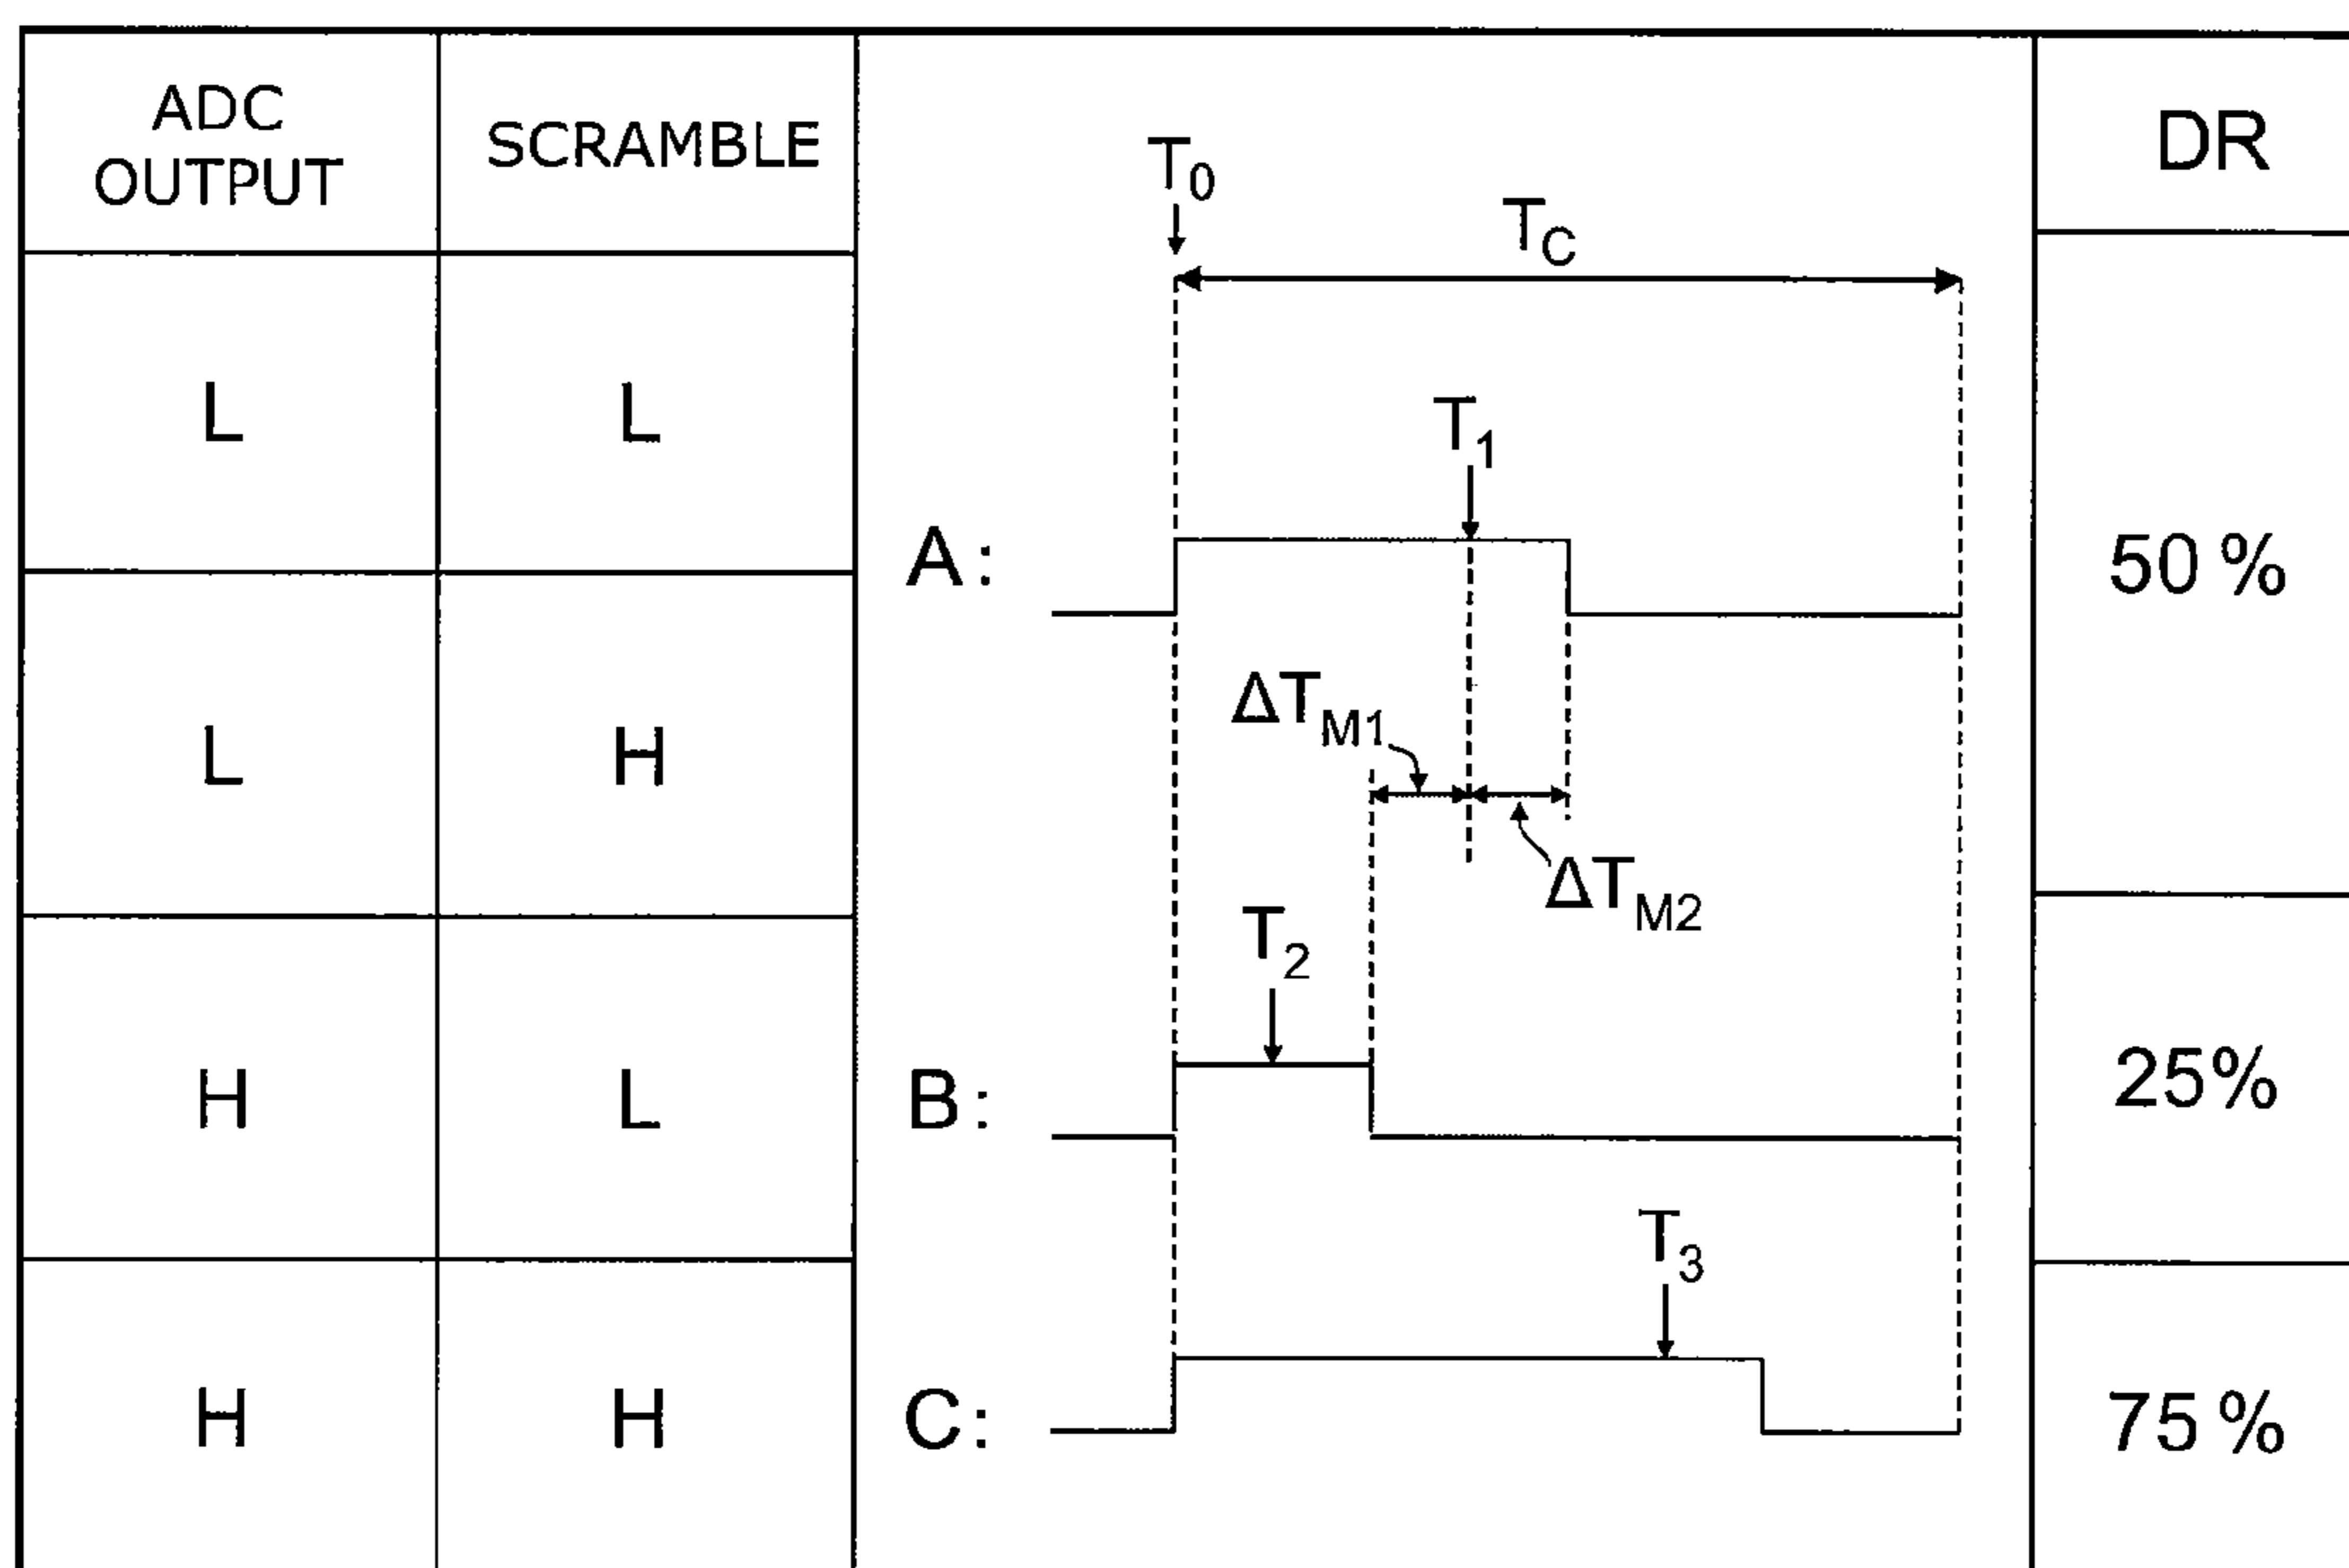 ADC
OUTPUT
SCRAMBLE
DR
T0
TC
L
L
T1
A:
50 %
ΔTM1
L
H
ΔTM2
T2
H
L
B:
25%
T3
H
H
C:
75 %